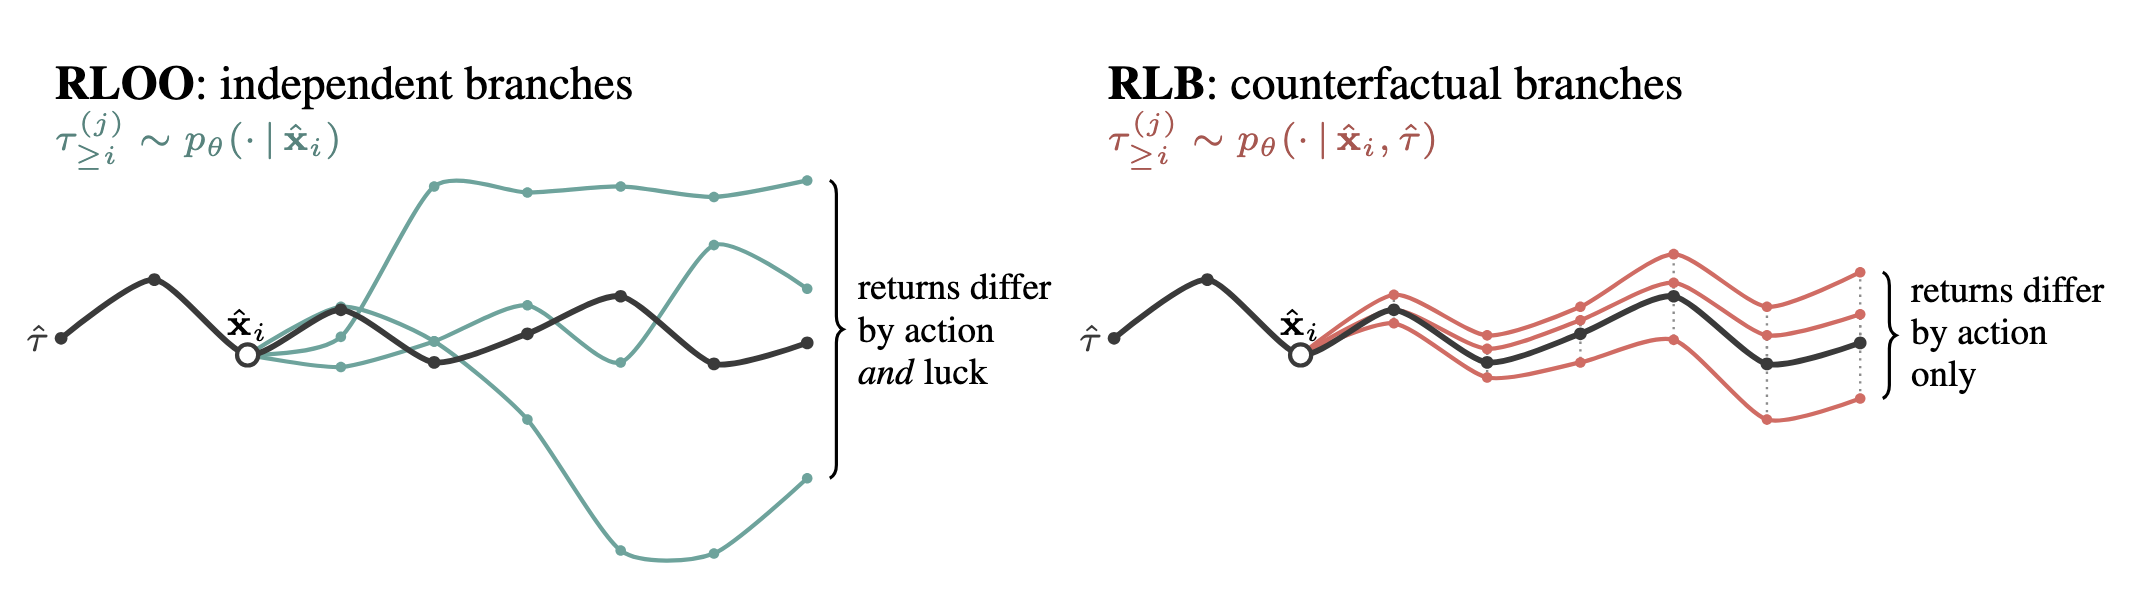 RLOO: independent branches
τ_{≥i}^{(j)} ∼ p_θ(· | x̂_i)
returns differ
by action
and luck
τ̂
x̂_i
RLB: counterfactual branches
τ_{≥i}^{(j)} ∼ p_θ(· | x̂_i, τ̂)
returns differ
by action
only
τ̂
x̂_i